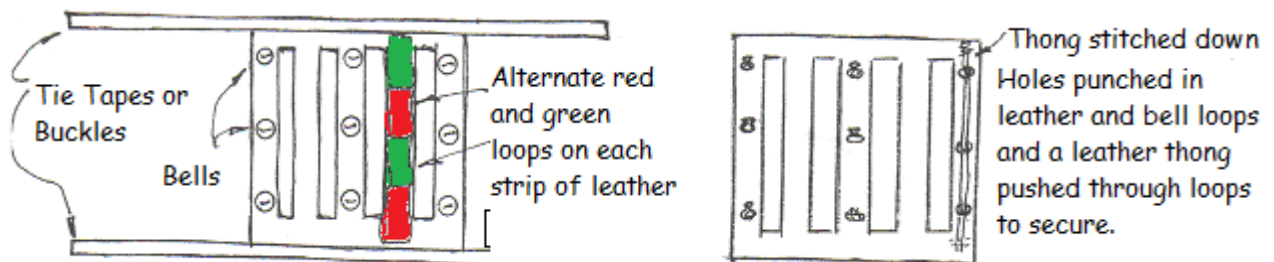 Tie Tapes or
Buckles
Bells
Alternate red
and green
loops on each
strip of leather
Thong stitched down
Holes punched in
leather and bell loops
and a leather thong
pushed through loops
to secure.